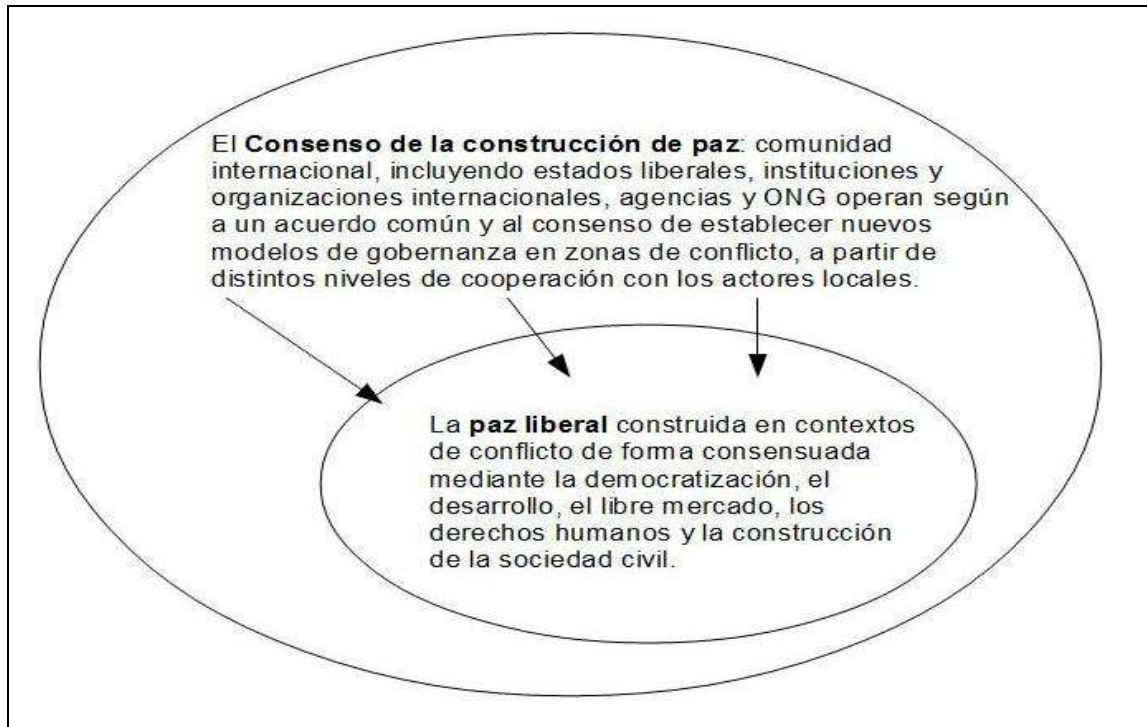 El Consenso de la construcción de paz: comunidad
internacional, incluyendo estados liberales, instituciones y
organizaciones internacionales, agencias y ONG operan según
a un acuerdo común y al consenso de establecer nuevos
modelos de gobernanza en zonas de conflicto, a partir de
distintos niveles de cooperación con los actores locales.
La paz liberal construida en contextos
de conflicto de forma consensuada
mediante la democratización, el
desarrollo, el libre mercado, los
derechos humanos y la construcción
de la sociedad civil.